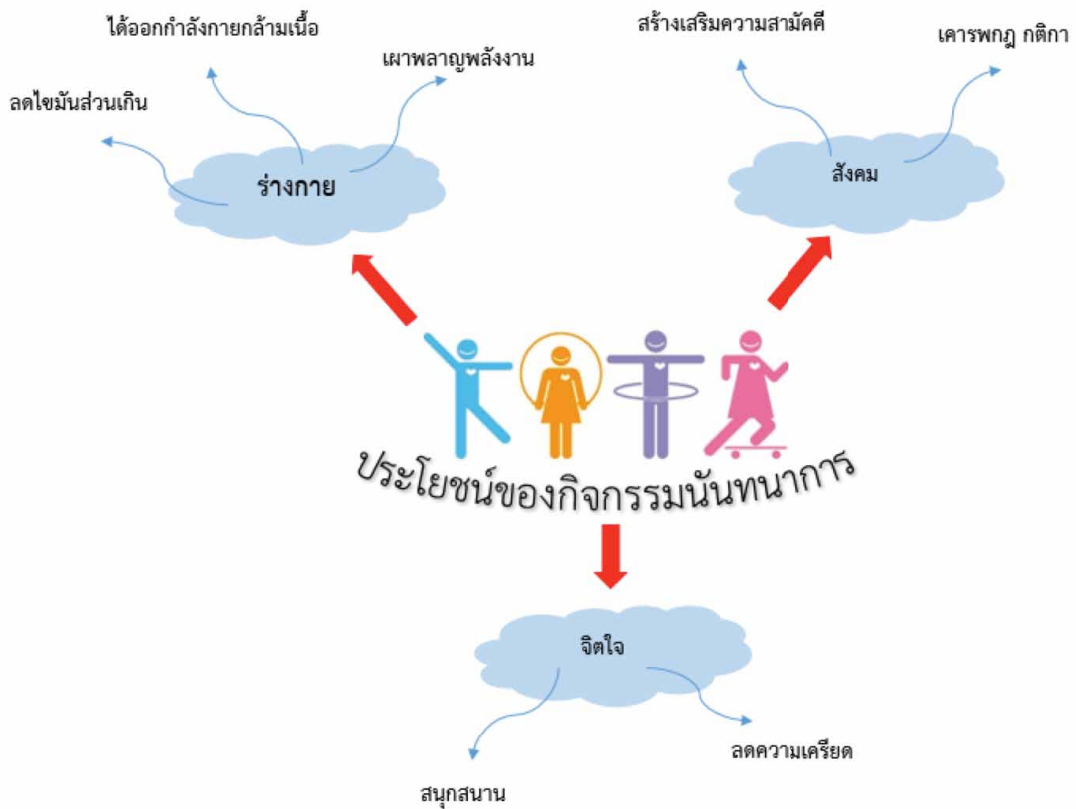 ได้ออกกำลังกายกล้ามเนื้อ
เผาพลาญพลังงาน
ลดไขมันส่วนเกิน
ร่างกาย
สร้างเสริมความสามัคคี
เคารพกฎ กติกา
สังคม
ประโยชน์ของกิจกรรมนันทนาการ
จิตใจ
ลดความเครียด
สนุกสนาน